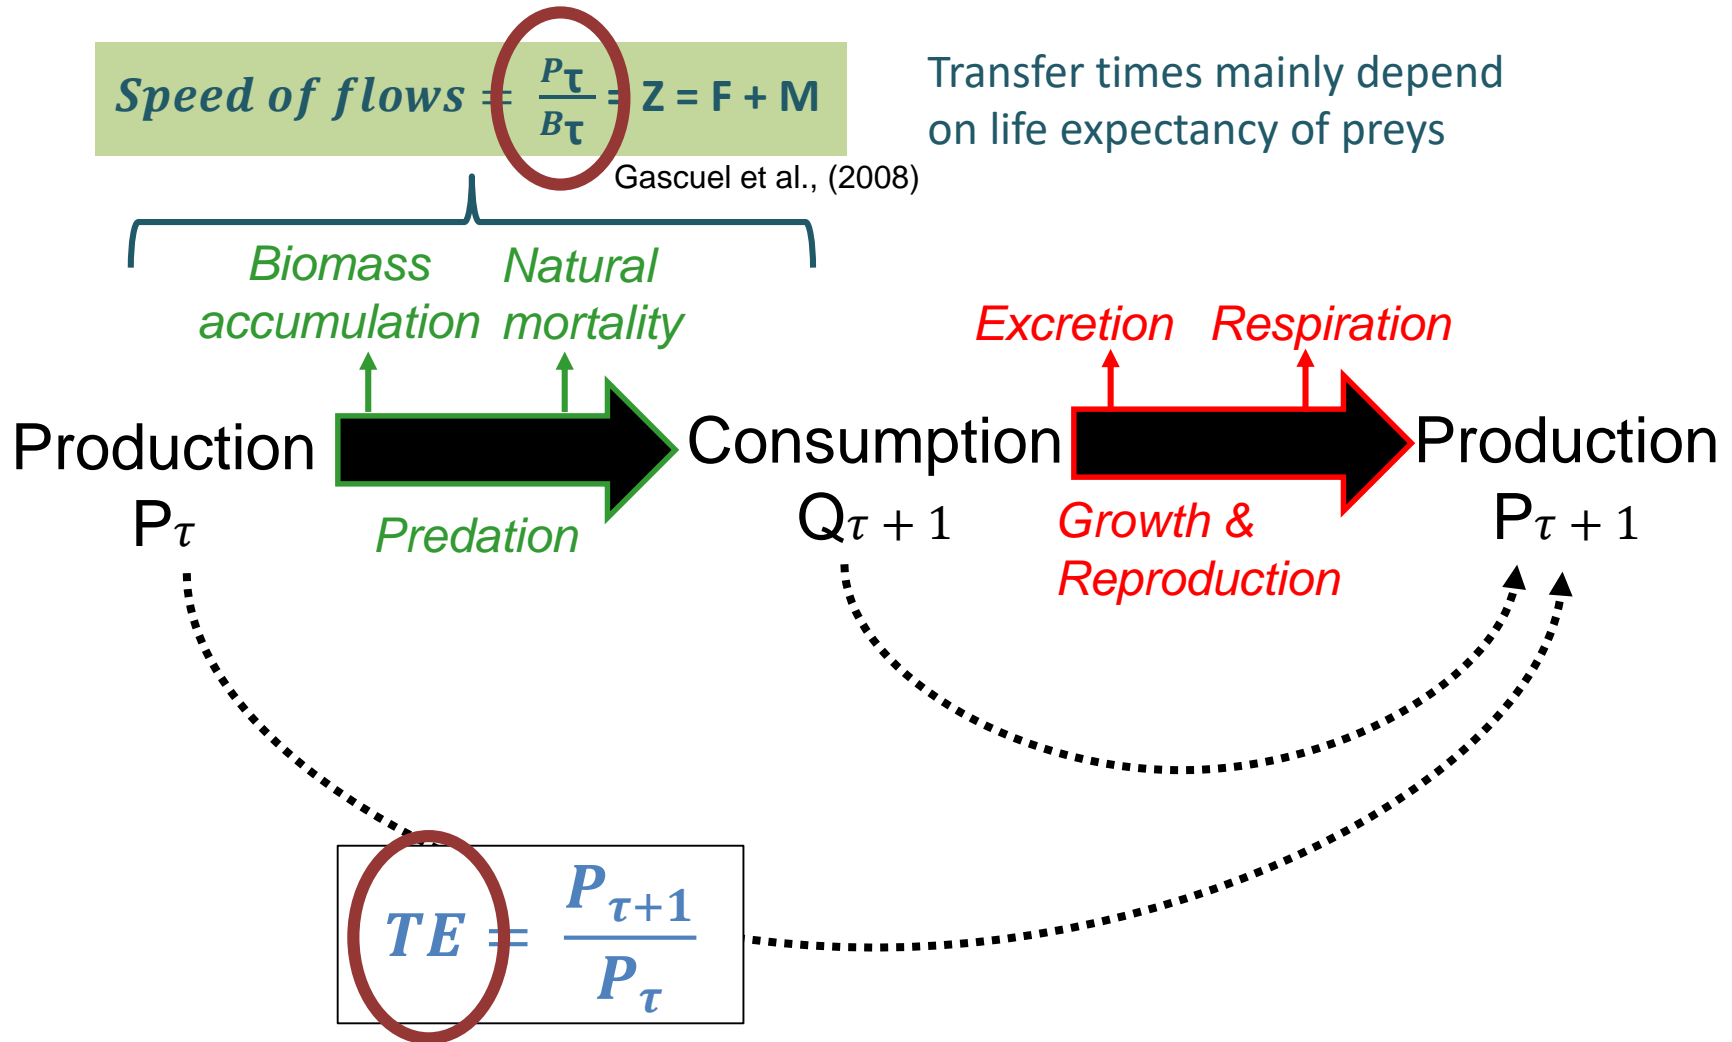 Speed of flows = Pτ/Bτ = Z = F + M
Transfer times mainly depend
on life expectancy of preys
Gascuel et al., (2008)
Biomass
accumulation
Natural
mortality
Excretion
Respiration
Production
Pτ
Predation
Consumption
Qτ + 1
Growth &
Reproduction
Production
Pτ + 1
TE = Pτ+1/Pτ